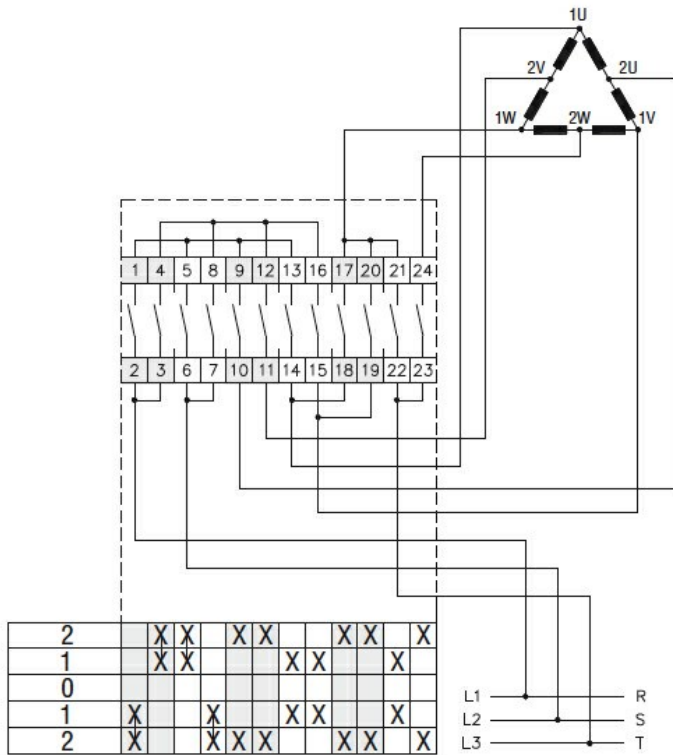 1U
2V 2U
1W 2W 1V
1 4 5 8 9 12 13 16 17 20 21 24
2 3 6 7 10 11 14 15 18 19 22 23
2 X X X X X X X
1 X X X X X
0
1 X X X X X
2 X X X X X X X
L1 R
L2 S
L3 T